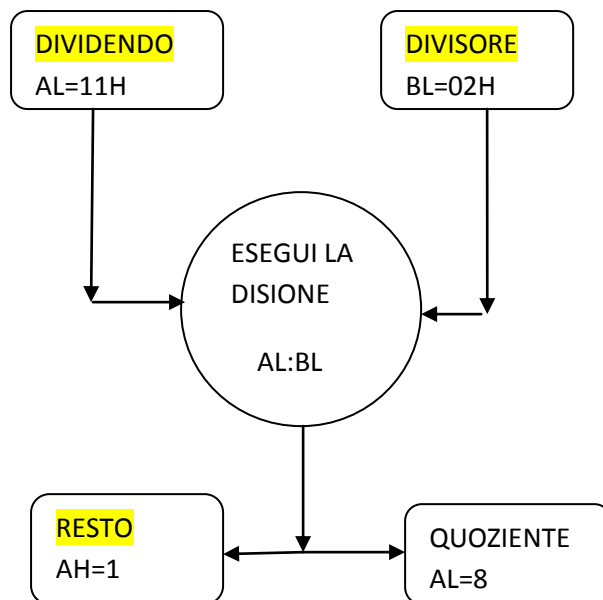 DIVIDENDO
AL=11H
DIVISORE
BL=02H
ESEGUI LA
DISIONE
AL:BL
RESTO
AH=1
QUOZIENTE
AL=8